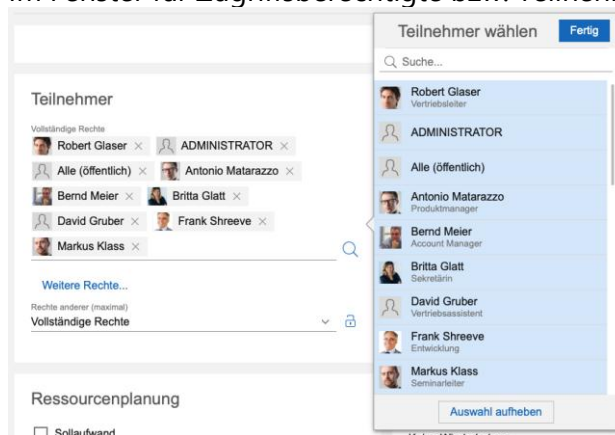 Teilnehmer wählen
Fertig
Suche...
Teilnehmer
Vollständige Rechte
Robert Glaser × ADMINISTRATOR ×
Alle (öffentlich) × Antonio Matarazzo ×
Bernd Meier × Britta Glatt ×
David Gruber × Frank Shreeve ×
Markus Klass ×
Weitere Rechte...
Rechte anderer (maximal)
Vollständige Rechte
Ressourcenplanung
Sollaufwand
Robert Glaser
Vertriebsleiter
ADMINISTRATOR
Alle (öffentlich)
Antonio Matarazzo
Produktmanager
Bernd Meier
Account Manager
Britta Glatt
Sekretärin
David Gruber
Vertriebsassistent
Frank Shreeve
Entwicklung
Markus Klass
Seminarleiter
Auswahl aufheben